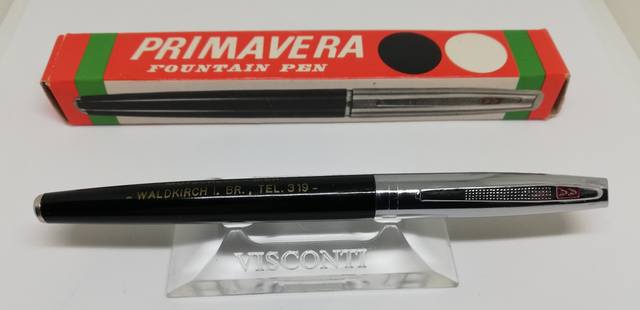 PRIMAVERA
FOUNTAIN PEN
- WALDKIRCH I. BR., TEL. 319 -
VISCONTI